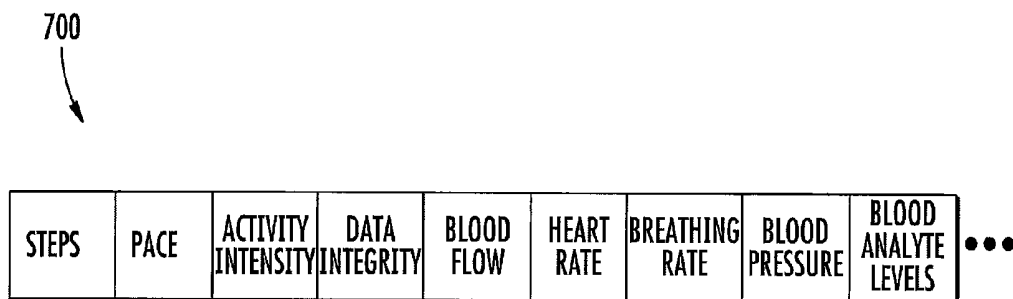 700
STEPS
PACE
ACTIVITY
INTENSITY
DATA
INTEGRITY
BLOOD
FLOW
HEART
RATE
BREATHING
RATE
BLOOD
PRESSURE
BLOOD
ANALYTE
LEVELS
•••